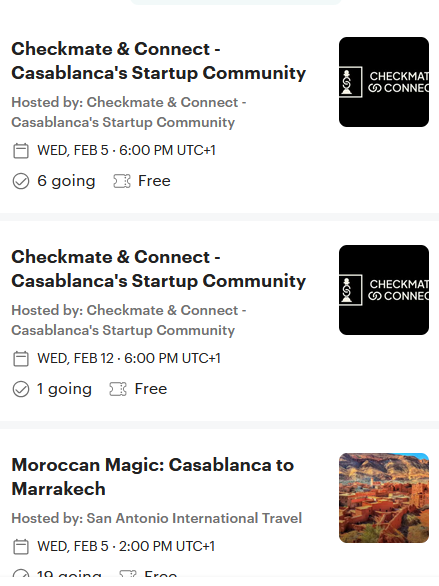 Checkmate & Connect -
Casablanca's Startup Community
CHECKMAT
CONNEC
Hosted by: Checkmate & Connect -
Casablanca's Startup Community
WED, FEB 5 · 6:00 PM UTC+1
6 going Free
Checkmate & Connect -
Casablanca's Startup Community
CHECKMAT
CONNEC
Hosted by: Checkmate & Connect -
Casablanca's Startup Community
WED, FEB 12 · 6:00 PM UTC+1
1 going Free
Moroccan Magic: Casablanca to
Marrakech
Hosted by: San Antonio International Travel
WED, FEB 5 · 2:00 PM UTC+1
19 going Free